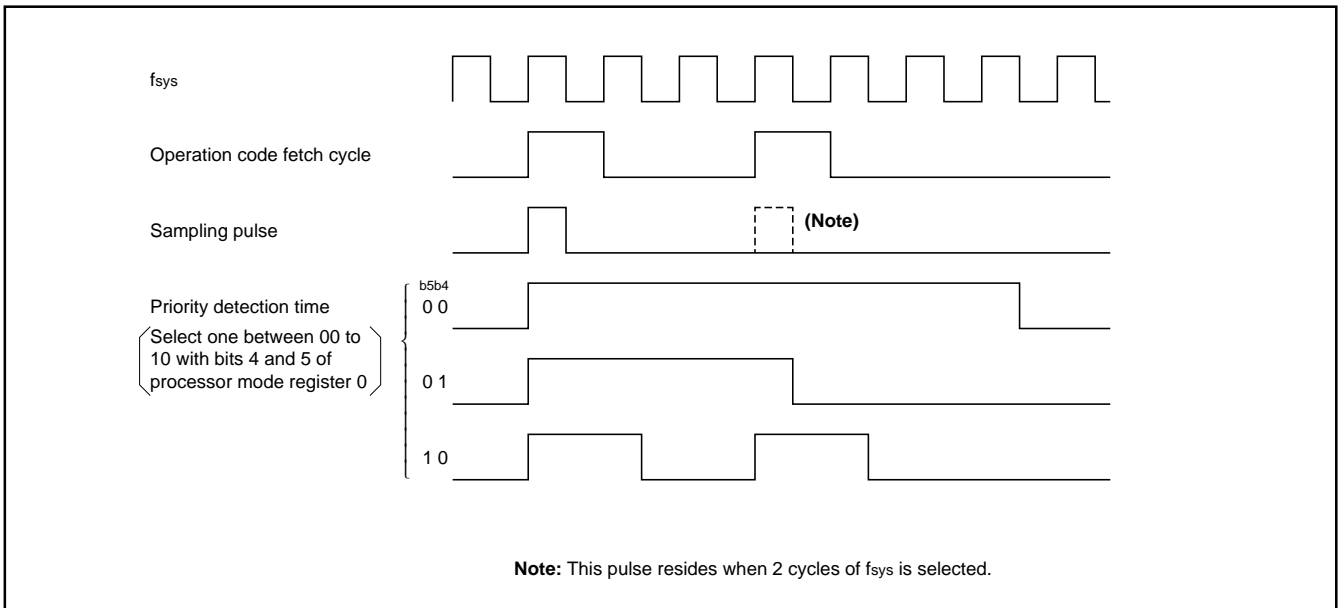 fsys
Operation code fetch cycle
Sampling pulse
(Note)
Priority detection time
Select one between 00 to
10 with bits 4 and 5 of
processor mode register 0
b5b4
0 0
0 1
1 0
Note: This pulse resides when 2 cycles of fsys is selected.